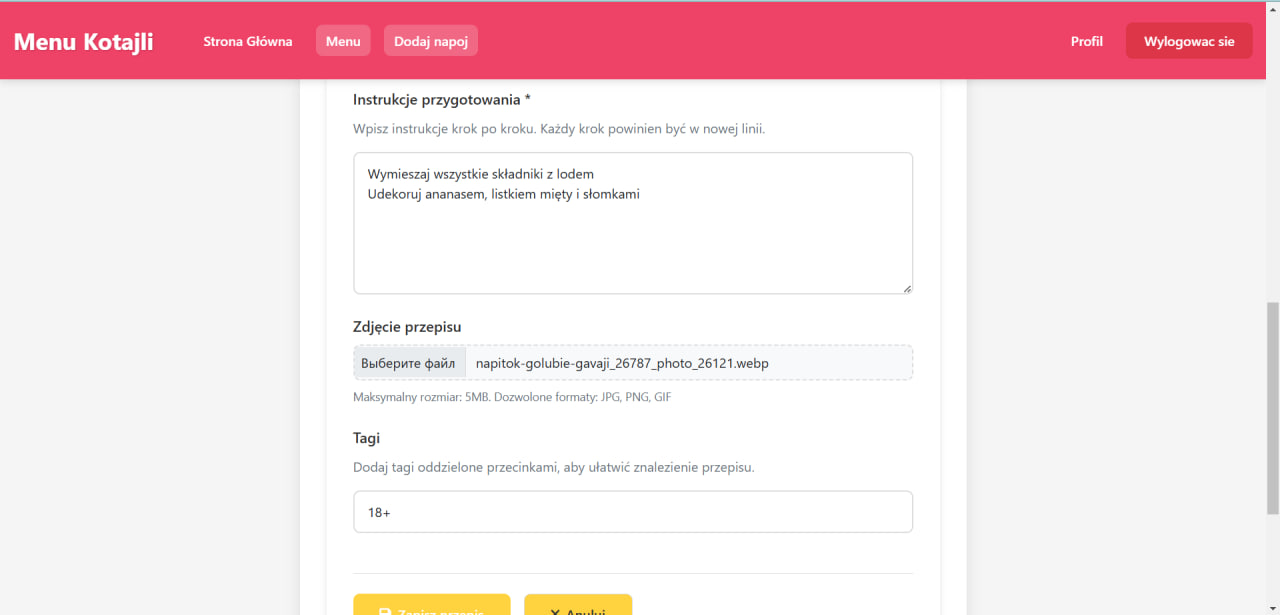 Menu Kotajli
Strona Główna
Menu
Dodaj napoj
Profil
Wylogowac sie
Instrukcje przygotowania *
Wpisz instrukcje krok po kroku. Każdy krok powinien być w nowej linii.
Wymieszaj wszystkie składniki z lodem
Udekoruj ananasem, listkiem mięty i słomkami
Zdjęcie przepisu
Выберите файл napitok-golubie-gavaji_26787_photo_26121.webp
Maksymalny rozmiar: 5MB. Dozwolone formaty: JPG, PNG, GIF
Tagi
Dodaj tagi oddzielone przecinkami, aby ułatwić znalezienie przepisu.
18+
Zapisz przepis
Anuluj